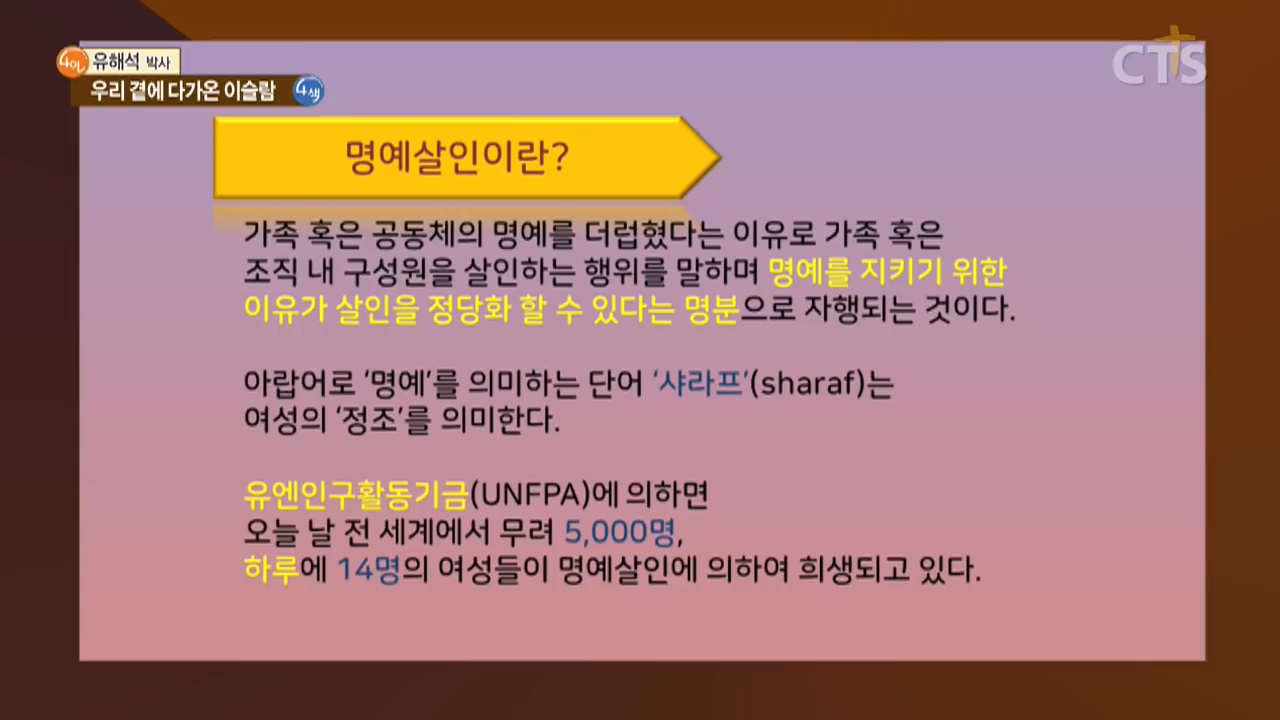 4인
유해석 박사
우리 곁에 다가온 이슬람
4색
CTS
명예살인이란?
가족 혹은 공동체의 명예를 더럽혔다는 이유로 가족 혹은
조직 내 구성원을 살인하는 행위를 말하며 명예를 지키기 위한
이유가 살인을 정당화 할 수 있다는 명분으로 자행되는 것이다.
아랍어로 ‘명예’를 의미하는 단어 ‘샤라프’(sharaf)는
여성의 ‘정조’를 의미한다.
유엔인구활동기금(UNFPA)에 의하면
오늘 날 전 세계에서 무려 5,000명,
하루에 14명의 여성들이 명예살인에 의하여 희생되고 있다.